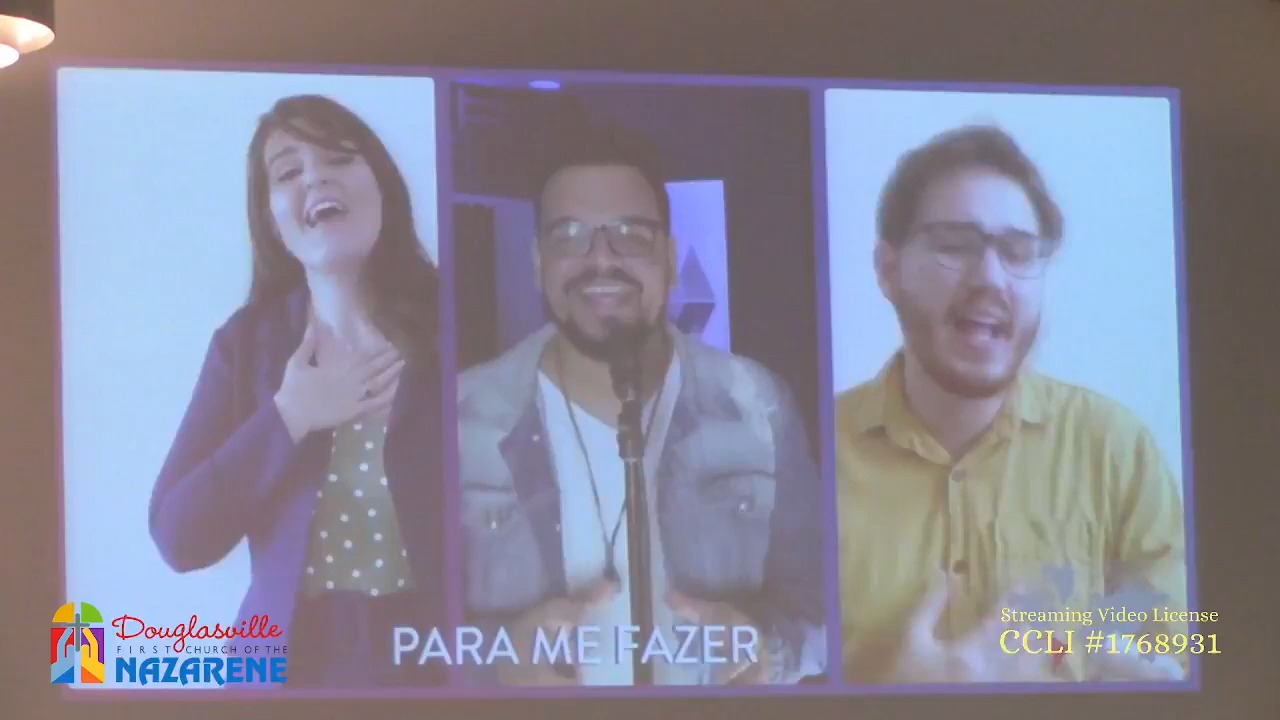 PARA ME FAZER
Douglasville
FIRST CHURCH OF THE
NAZARENE
Streaming Video License
CCLI #1768931